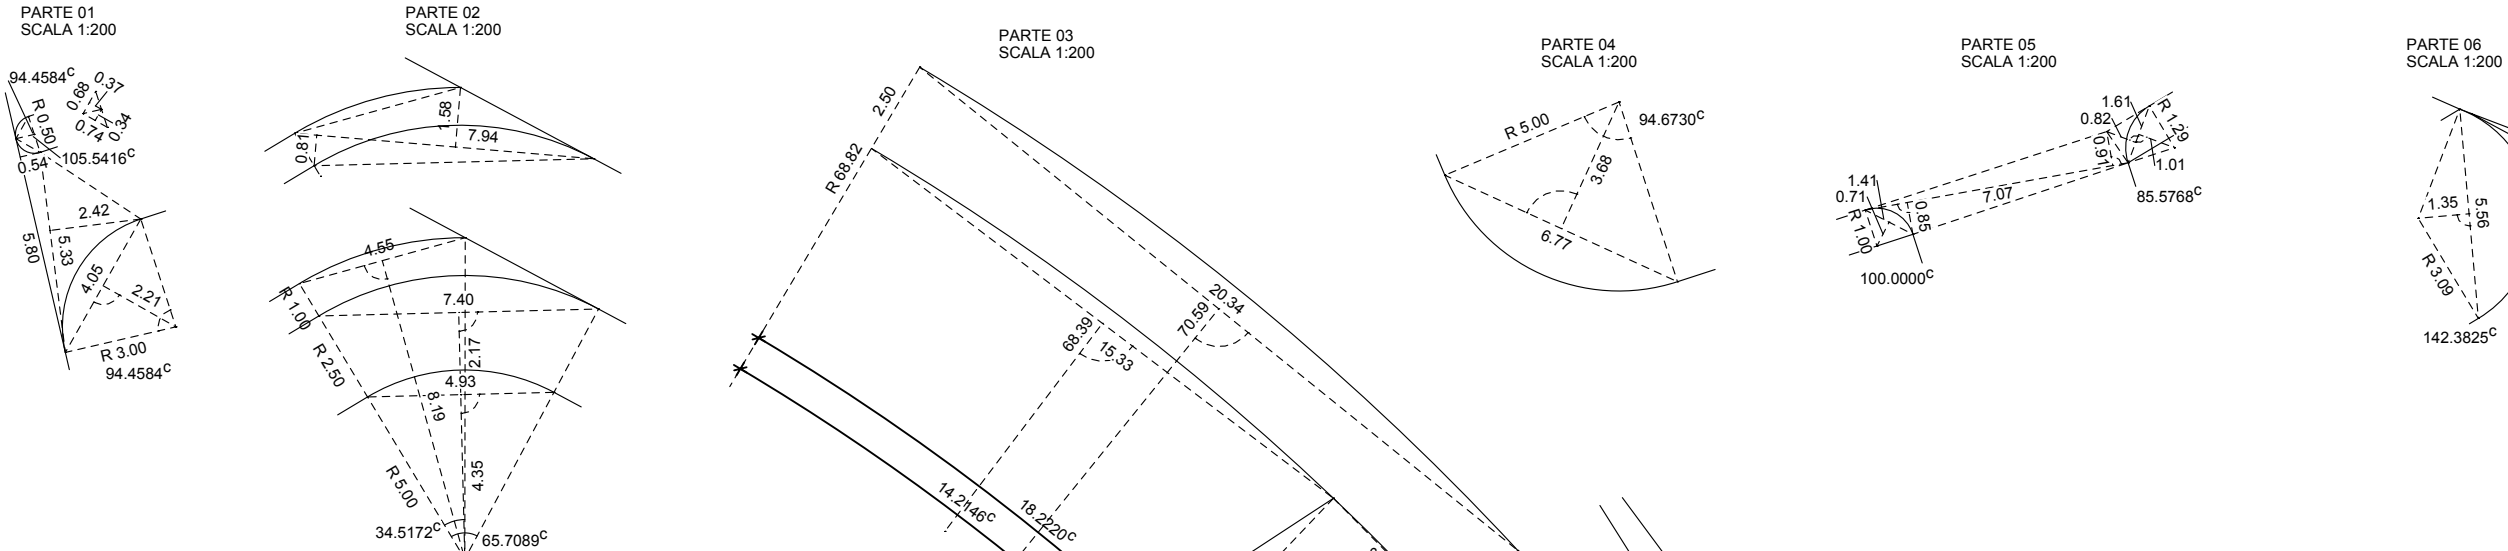 PARTE 01
SCALA 1:200
94.4584c
0.37
0.68
0.74
0.34
R 0.50
105.5416c
0.54
2.42
5.80
5.33
4.05
2.21
R 3.00
94.4584c
PARTE 02
SCALA 1:200
1.58
7.94
0.81
4.55
R 1.00
7.40
R 2.50
2.17
4.93
8.19
R 5.00
4.35
34.5172c
65.7089c
PARTE 03
SCALA 1:200
2.50
R 68.82
20.34
70.59
68.39
15.33
14.2146c
18.2220c
PARTE 04
SCALA 1:200
R 5.00
94.6730c
3.68
6.77
PARTE 05
SCALA 1:200
1.61
0.82
R 1.29
0.97
1.01
85.5768c
1.41
0.71
7.07
0.85
R 1.00
100.0000c
PARTE 06
SCALA 1:200
1.35
5.56
R 3.09
142.3825c